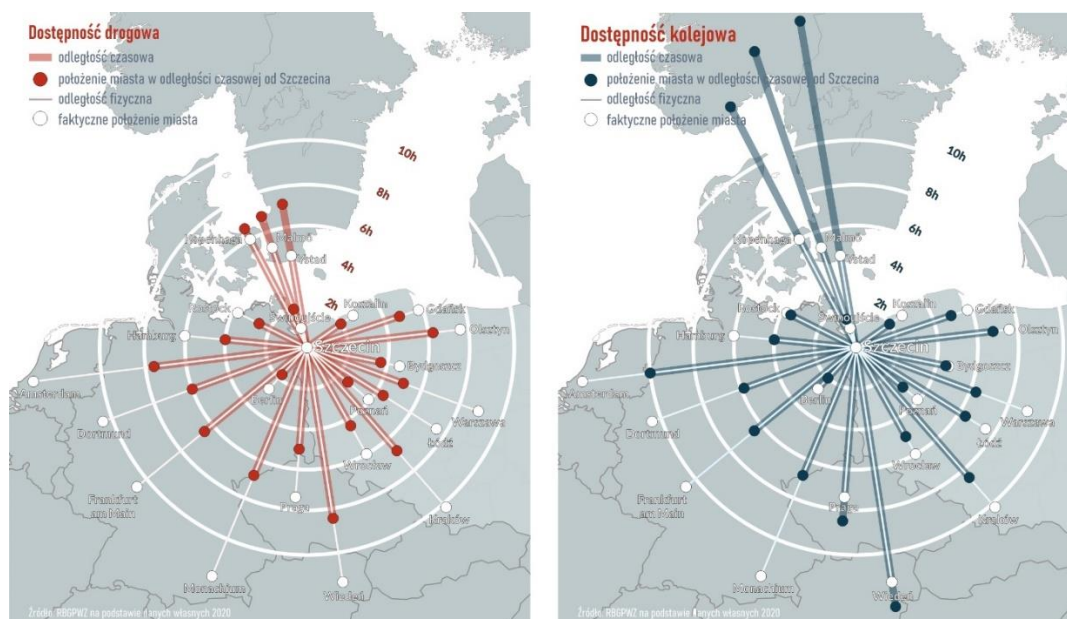 Dostępność drogowa
odległość czasowa
położenie miasta w odległości czasowej od Szczecina
odległość fizyczna
faktyczne położenie miasta
10h
8h
6h
4h
2h
Kopenhaga
Malmö
Ystad
Rostock
Świnoujście
Koszalin
Gdańsk
Olsztyn
Hamburg
Szczecin
Bydgoszcz
Amsterdam
Berlin
Poznań
Warszawa
Dortmund
Łódź
Wrocław
Frankfurt
am Main
Praga
Kraków
Monachium
Wiedeń
Źródło: RBGPWZ na podstawie danych własnych 2020
Dostępność kolejowa
odległość czasowa
położenie miasta w odległości czasowej od Szczecina
odległość fizyczna
faktyczne położenie miasta
10h
8h
6h
4h
2h
Kopenhaga
Malmö
Ystad
Rostock
Świnoujście
Koszalin
Gdańsk
Olsztyn
Hamburg
Szczecin
Bydgoszcz
Amsterdam
Berlin
Poznań
Warszawa
Dortmund
Łódź
Wrocław
Frankfurt
am Main
Praga
Kraków
Monachium
Wiedeń
Źródło: RBGPWZ na podstawie danych własnych 2020